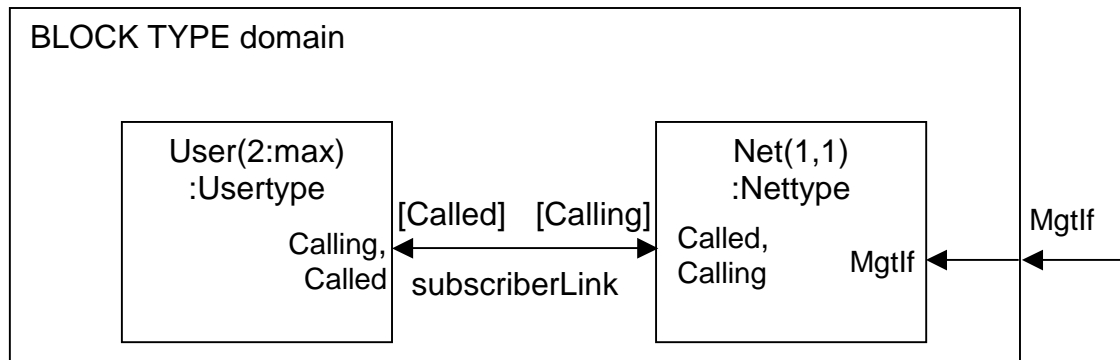 BLOCK TYPE domain
User(2:max)
:Usertype
Calling,
Called
[Called] [Calling]
subscriberLink
Net(1,1)
:Nettype
Called,
Calling
MgtIf
MgtIf